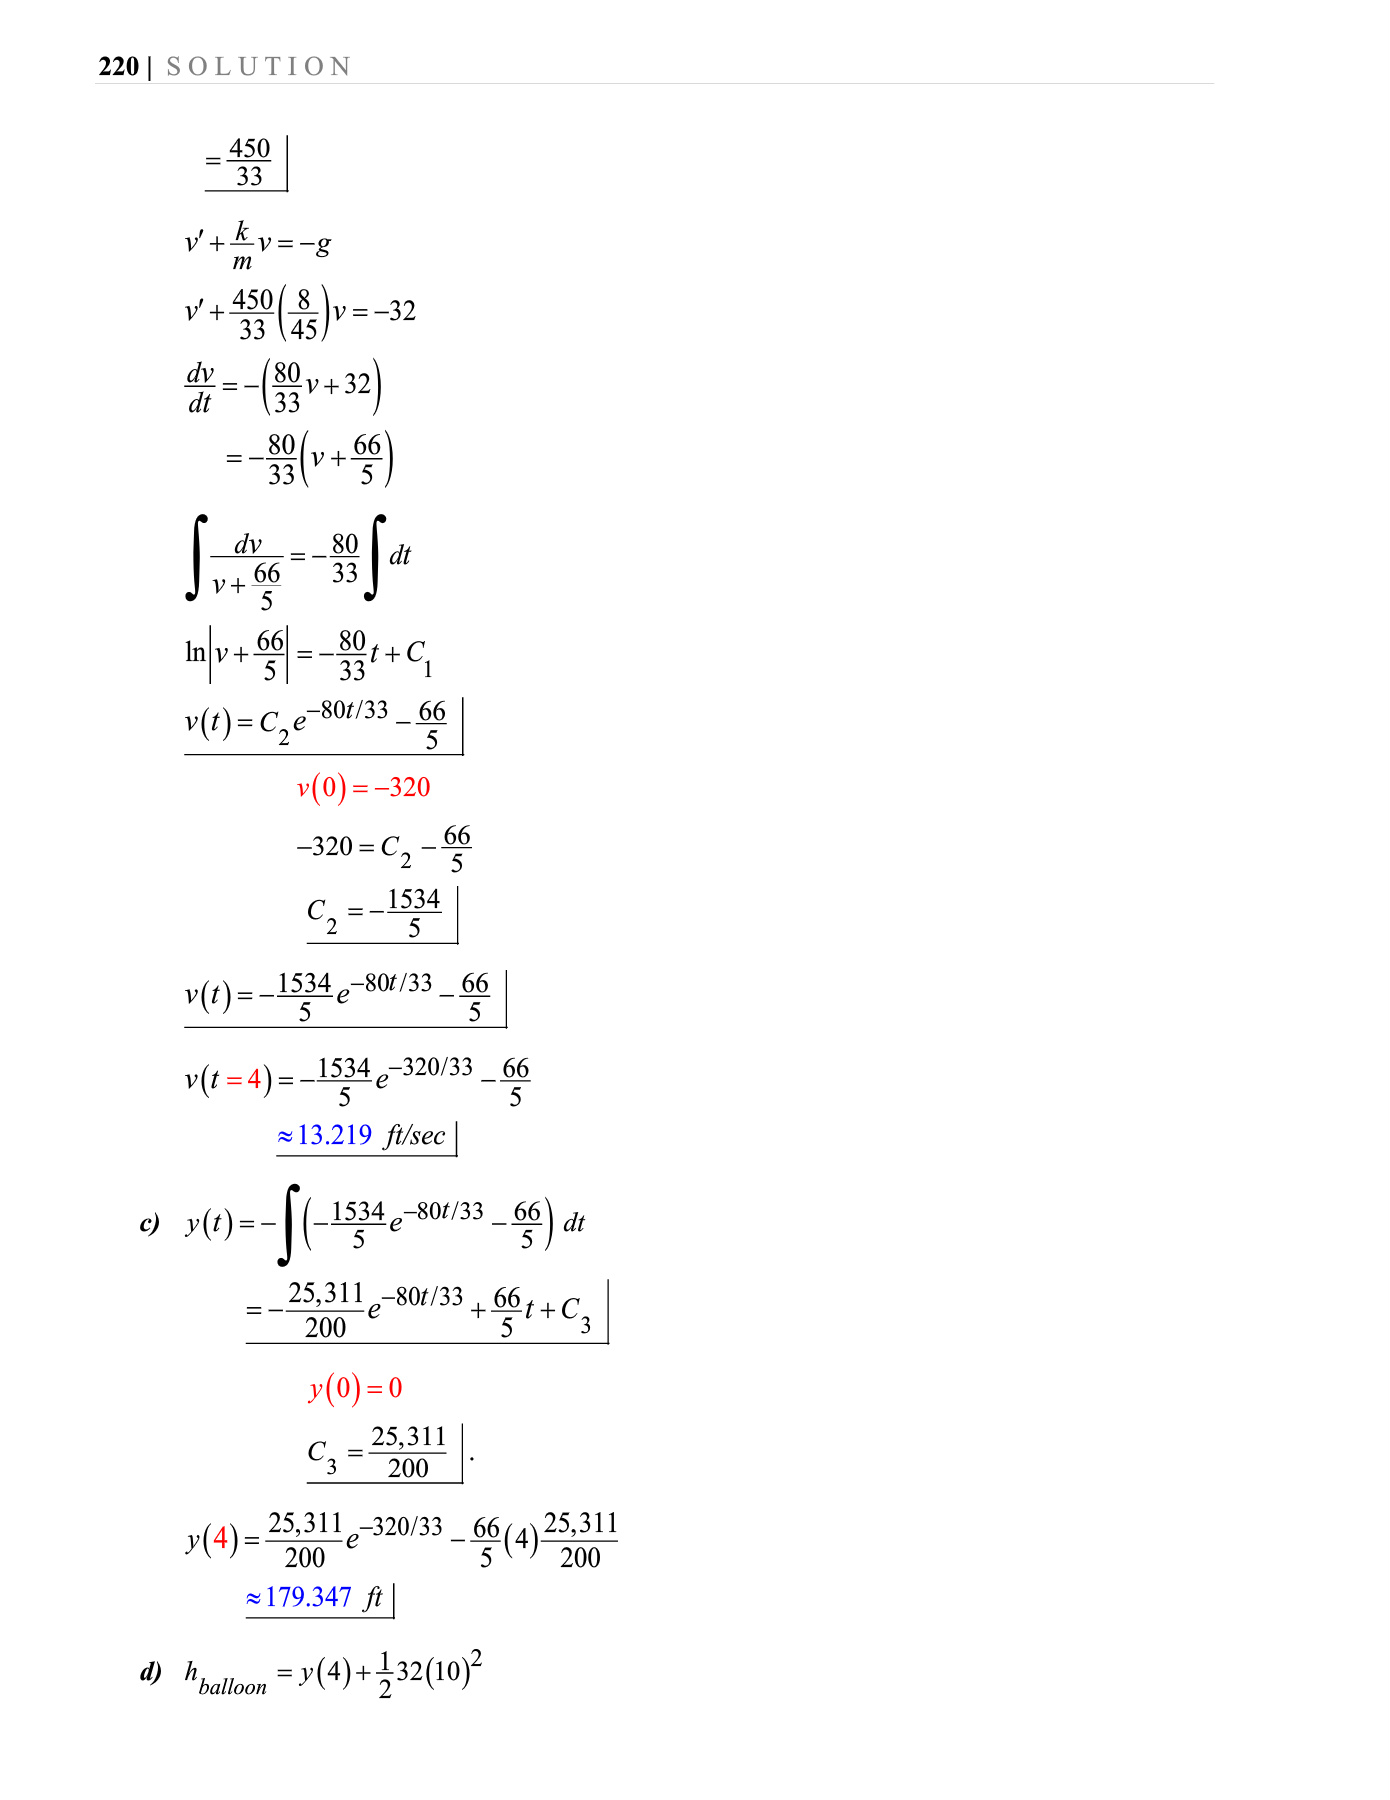 220 | SOLUTION
= 450/33
v′ + k/m v = −g
v′ + 450/33 (8/45) v = −32
dv/dt = −(80/33 v + 32)
= −80/33 (v + 66/5)
∫ dv/(v + 66/5) = −80/33 ∫ dt
ln|v + 66/5| = −80/33 t + C₁
v(t) = C₂ e^(−80t/33) − 66/5
v(0) = −320
−320 = C₂ − 66/5
C₂ = −1534/5
v(t) = −1534/5 e^(−80t/33) − 66/5
v(t = 4) = −1534/5 e^(−320/33) − 66/5
≈ 13.219 ft/sec
c) y(t) = −∫(−1534/5 e^(−80t/33) − 66/5) dt
= −25,311/200 e^(−80t/33) + 66/5 t + C₃
y(0) = 0
C₃ = 25,311/200 .
y(4) = 25,311/200 e^(−320/33) − 66/5 (4) 25,311/200
≈ 179.347 ft
d) h_balloon = y(4) + 1/2 32(10)²